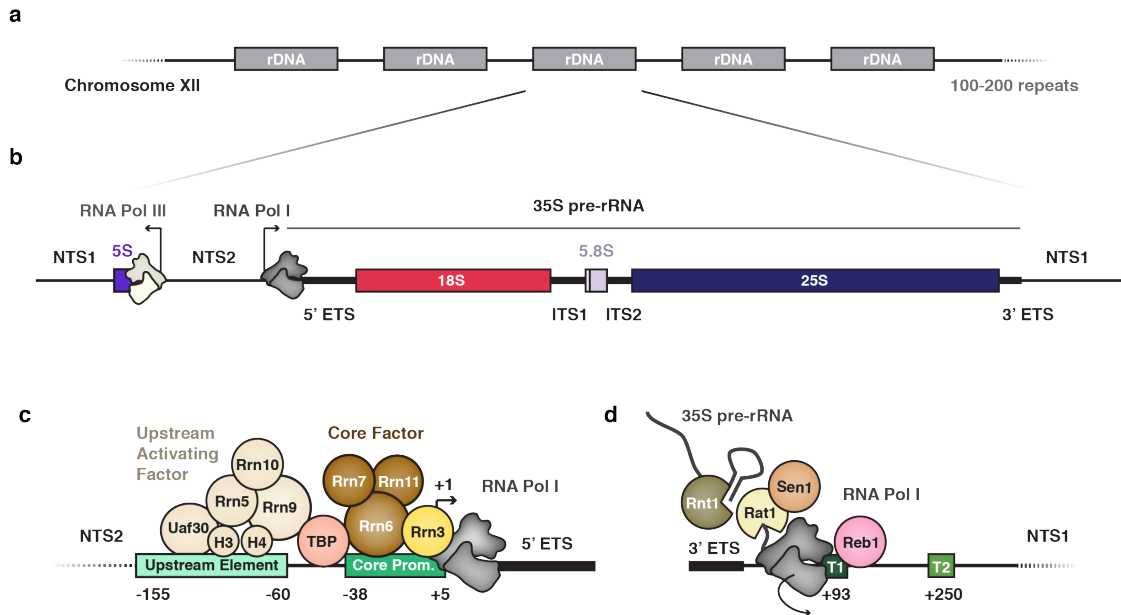 a
rDNA rDNA rDNA rDNA rDNA
Chromosome XII
100-200 repeats
b
RNA Pol III
RNA Pol I
35S pre-rRNA
NTS1
5S
NTS2
5.8S
NTS1
18S
25S
5’ ETS
ITS1
ITS2
3’ ETS
c
Upstream
Activating
Factor
Core Factor
Rrn10
Rrn7
Rrn11
+1
RNA Pol I
Rrn5
Rrn9
Uaf30
H3
H4
TBP
Rrn6
Rrn3
NTS2
5’ ETS
Upstream Element
Core Prom.
-155
-60
-38
+5
d
35S pre-rRNA
Rnt1
Sen1
Rat1
RNA Pol I
Reb1
3’ ETS
NTS1
T1
T2
+93
+250